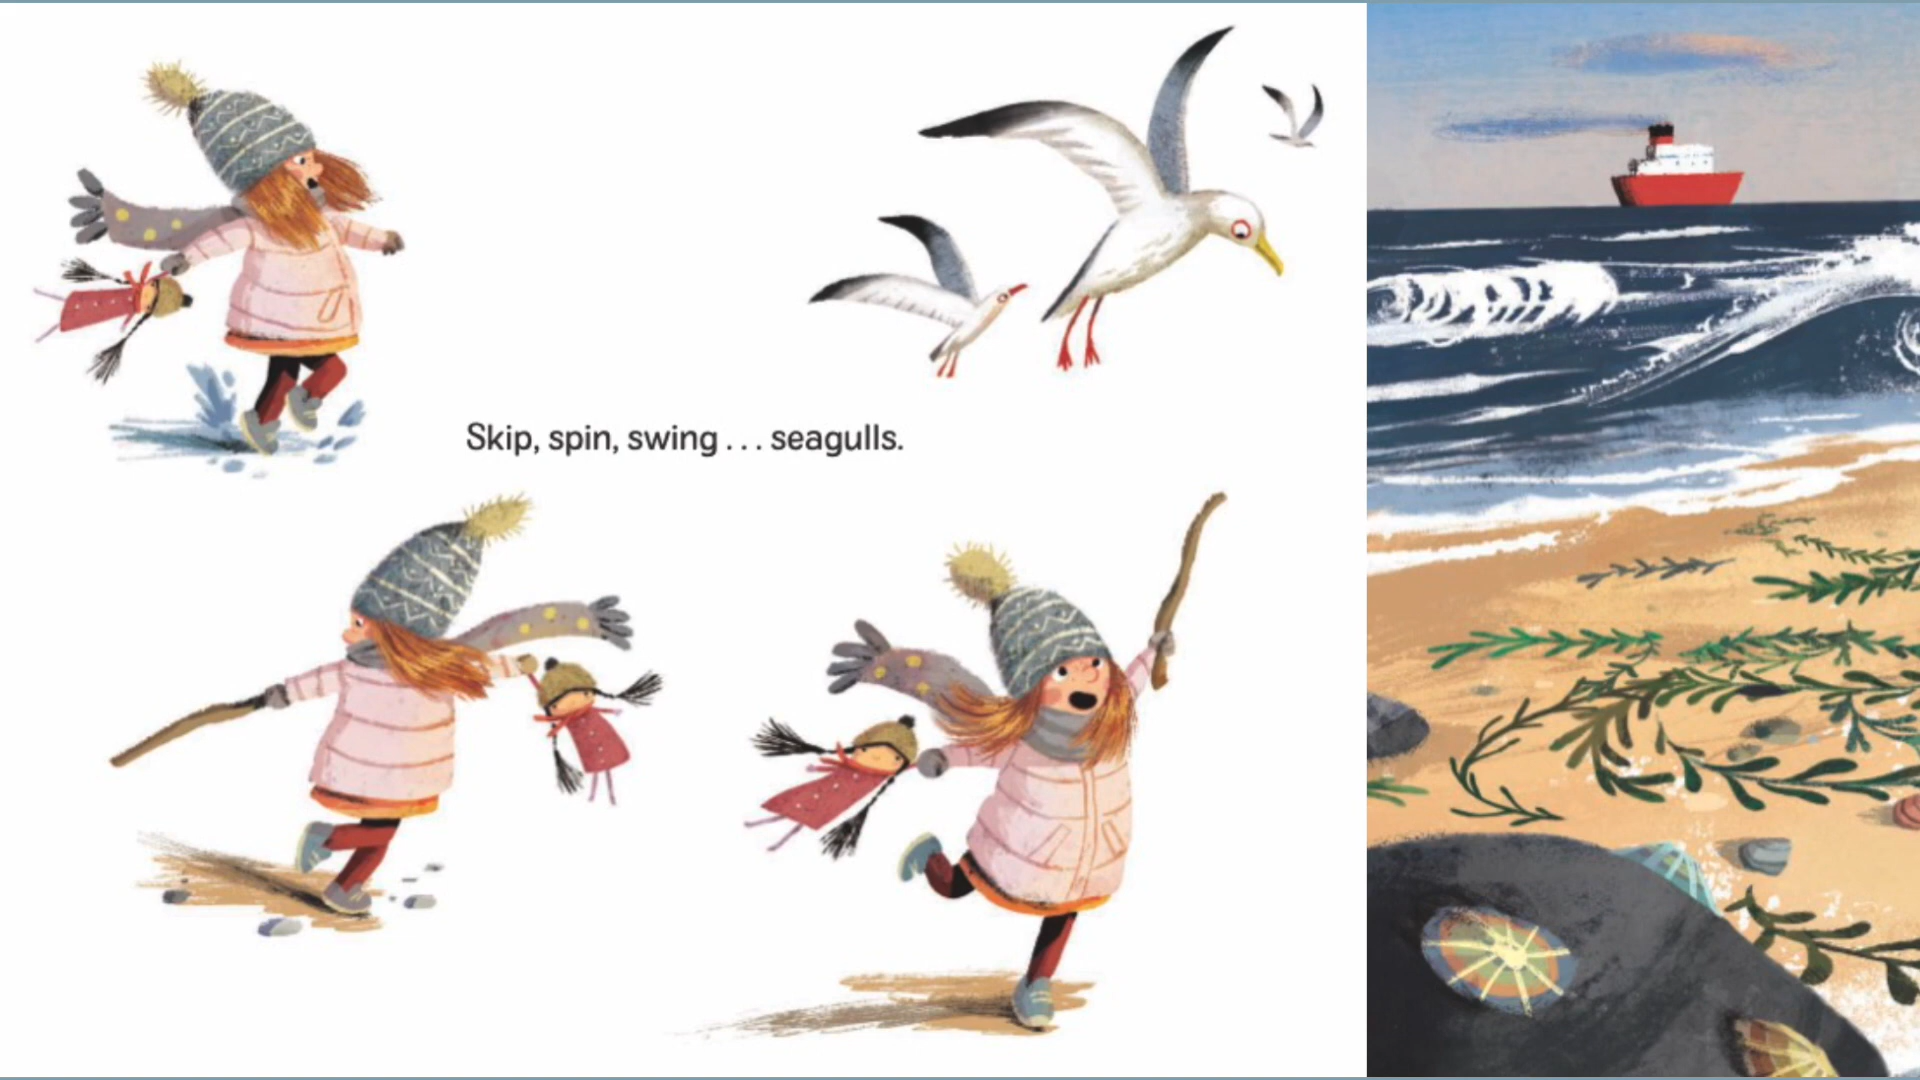 Skip, spin, swing . . . seagulls.